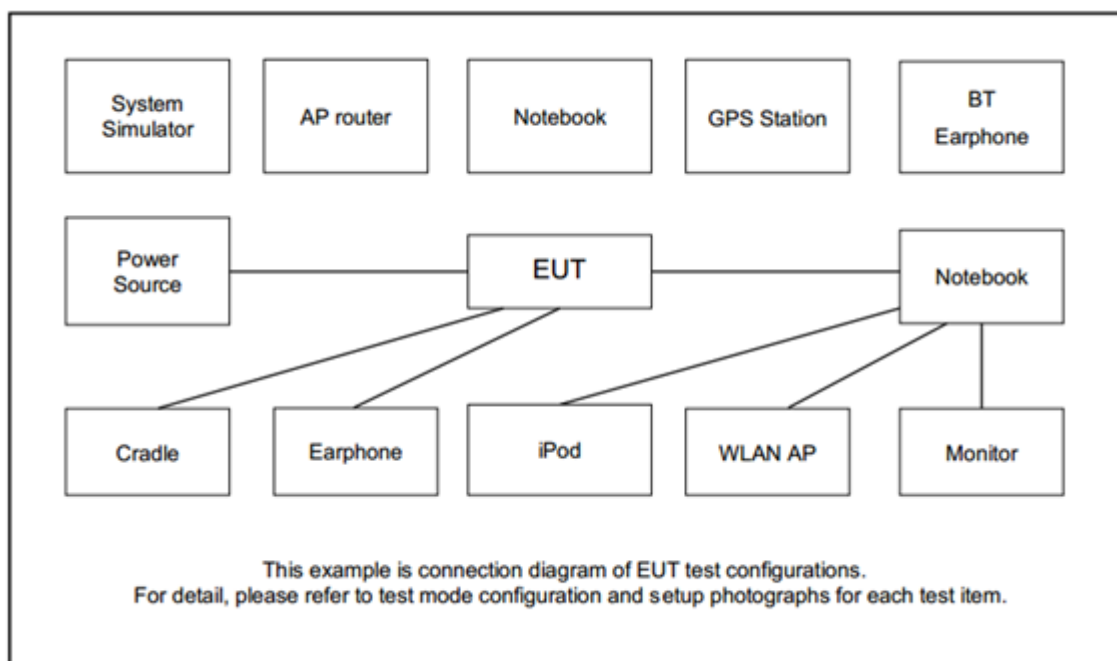 System
Simulator
AP router
Notebook
GPS Station
BT
Earphone
Power
Source
EUT
Notebook
Cradle
Earphone
iPod
WLAN AP
Monitor
This example is connection diagram of EUT test configurations.
For detail, please refer to test mode configuration and setup photographs for each test item.